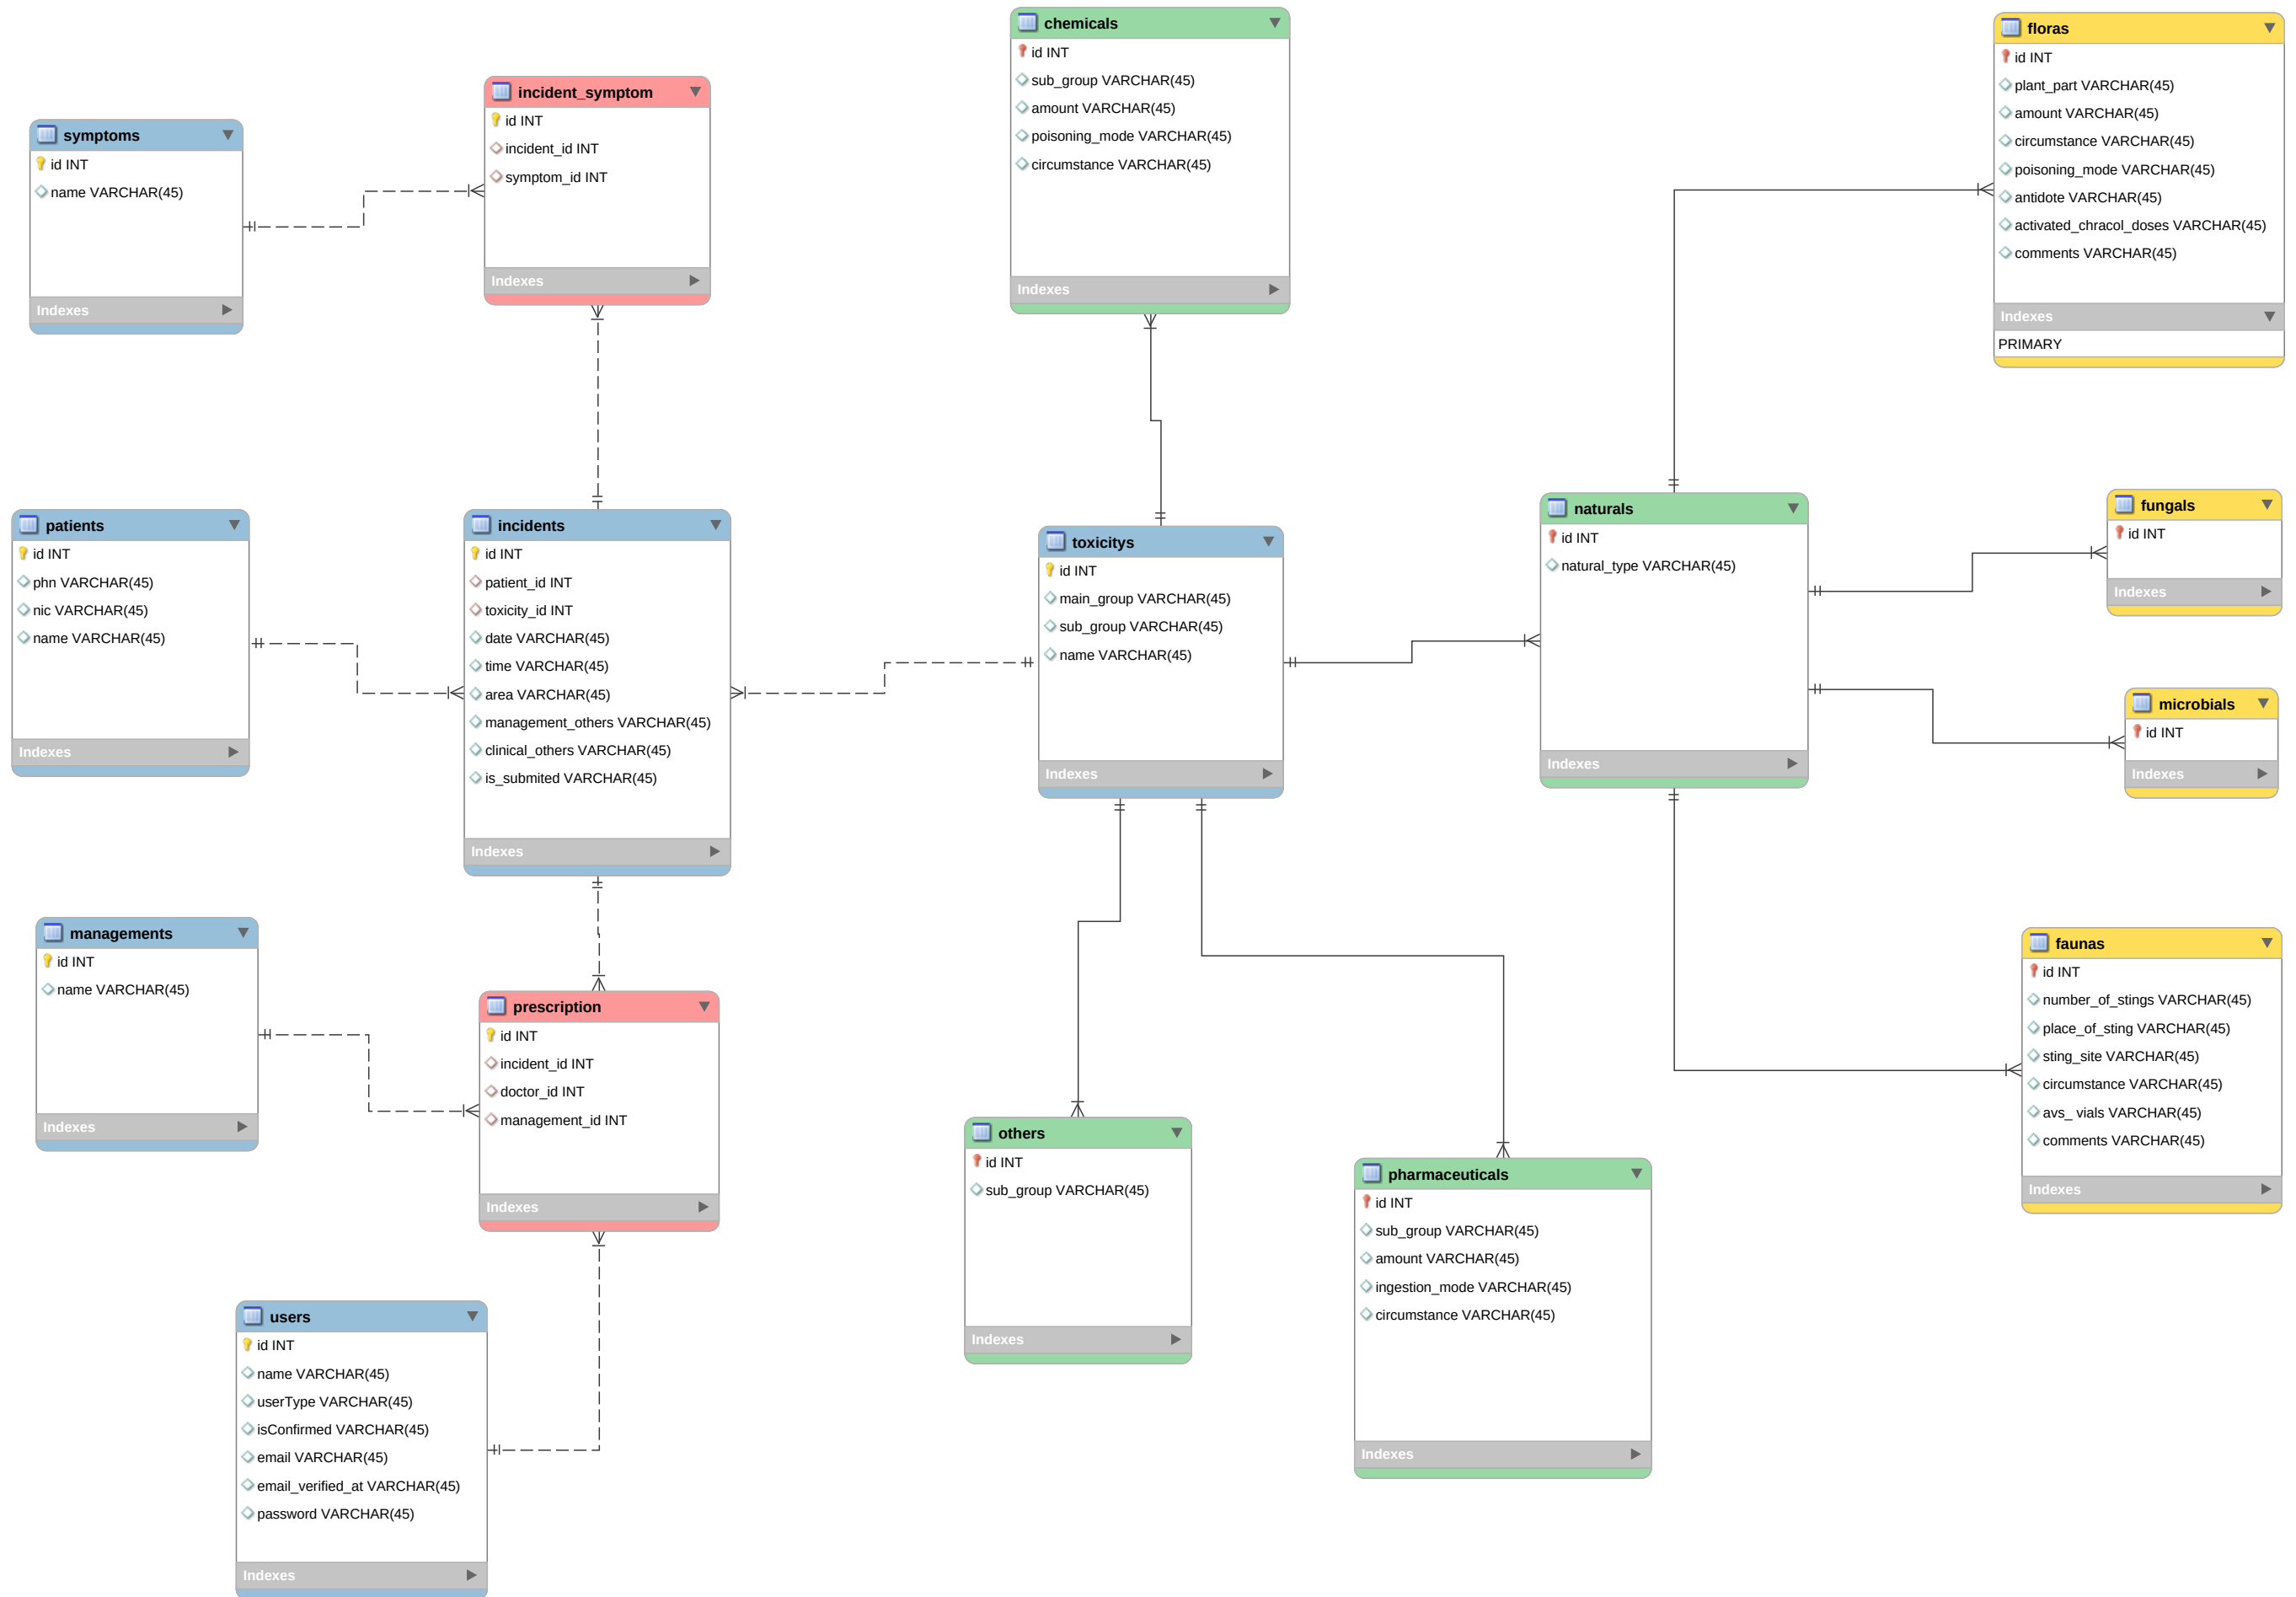 symptoms
id INT
name VARCHAR(45)
Indexes
incident_symptom
id INT
incident_id INT
symptom_id INT
Indexes
chemicals
id INT
sub_group VARCHAR(45)
amount VARCHAR(45)
poisoning_mode VARCHAR(45)
circumstance VARCHAR(45)
Indexes
floras
id INT
plant_part VARCHAR(45)
amount VARCHAR(45)
circumstance VARCHAR(45)
poisoning_mode VARCHAR(45)
antidote VARCHAR(45)
activated_chracol_doses VARCHAR(45)
comments VARCHAR(45)
Indexes
PRIMARY
patients
id INT
phn VARCHAR(45)
nic VARCHAR(45)
name VARCHAR(45)
Indexes
incidents
id INT
patient_id INT
toxicity_id INT
date VARCHAR(45)
time VARCHAR(45)
area VARCHAR(45)
management_others VARCHAR(45)
clinical_others VARCHAR(45)
is_submited VARCHAR(45)
Indexes
toxicitys
id INT
main_group VARCHAR(45)
sub_group VARCHAR(45)
name VARCHAR(45)
Indexes
naturals
id INT
natural_type VARCHAR(45)
Indexes
fungals
id INT
Indexes
microbials
id INT
Indexes
managements
id INT
name VARCHAR(45)
Indexes
prescription
id INT
incident_id INT
doctor_id INT
management_id INT
Indexes
others
id INT
sub_group VARCHAR(45)
Indexes
pharmaceuticals
id INT
sub_group VARCHAR(45)
amount VARCHAR(45)
ingestion_mode VARCHAR(45)
circumstance VARCHAR(45)
Indexes
faunas
id INT
number_of_stings VARCHAR(45)
place_of_sting VARCHAR(45)
sting_site VARCHAR(45)
circumstance VARCHAR(45)
avs_ vials VARCHAR(45)
comments VARCHAR(45)
Indexes
users
id INT
name VARCHAR(45)
userType VARCHAR(45)
isConfirmed VARCHAR(45)
email VARCHAR(45)
email_verified_at VARCHAR(45)
password VARCHAR(45)
Indexes